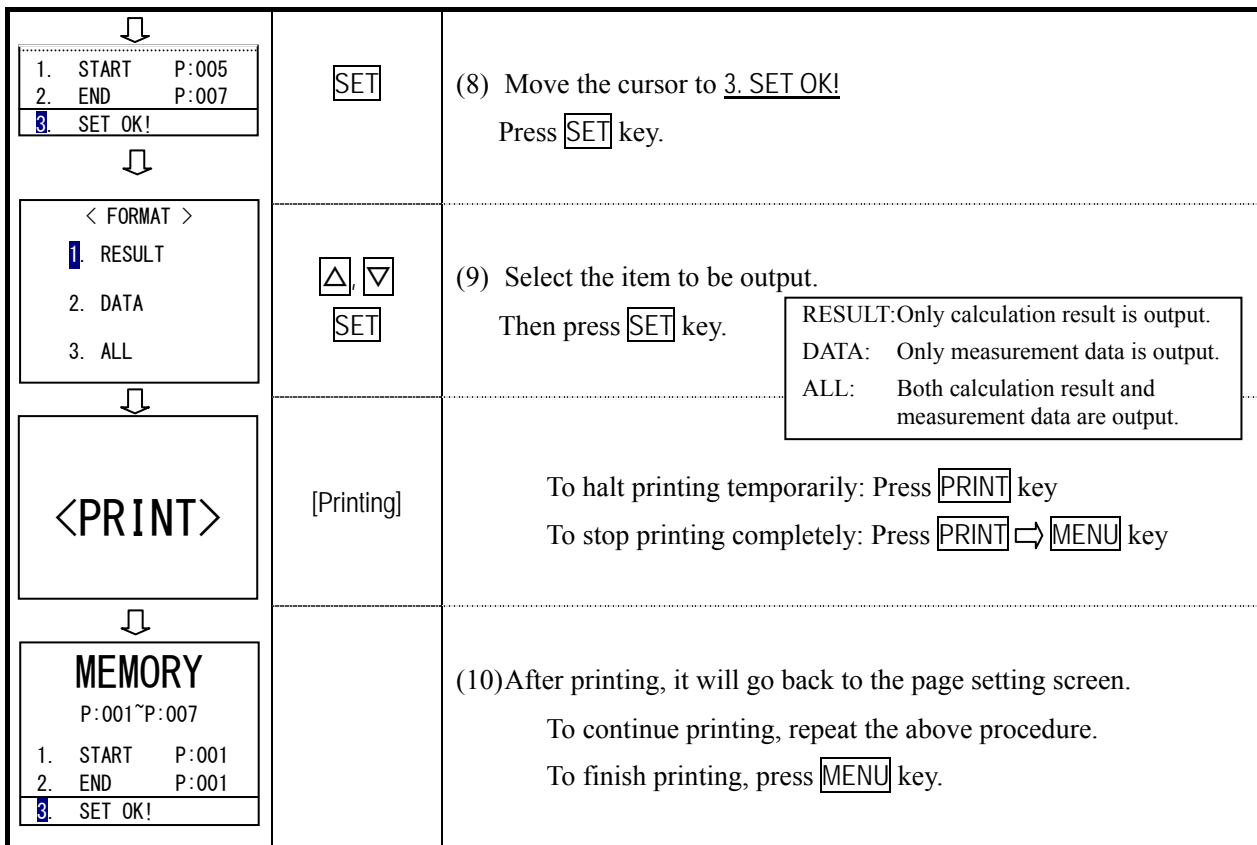 1. START P:005
2. END P:007
3. SET OK!
SET
(8) Move the cursor to 3. SET OK!
Press SET key.
< FORMAT >
1. RESULT
2. DATA
3. ALL
△, ▽
SET
(9) Select the item to be output.
Then press SET key.
RESULT:Only calculation result is output.
DATA: Only measurement data is output.
ALL: Both calculation result and
measurement data are output.
<PRINT>
[Printing]
To halt printing temporarily: Press PRINT key
To stop printing completely: Press PRINT ⇨ MENU key
MEMORY
P:001~P:007
1. START P:001
2. END P:001
3. SET OK!
(10)After printing, it will go back to the page setting screen.
To continue printing, repeat the above procedure.
To finish printing, press MENU key.